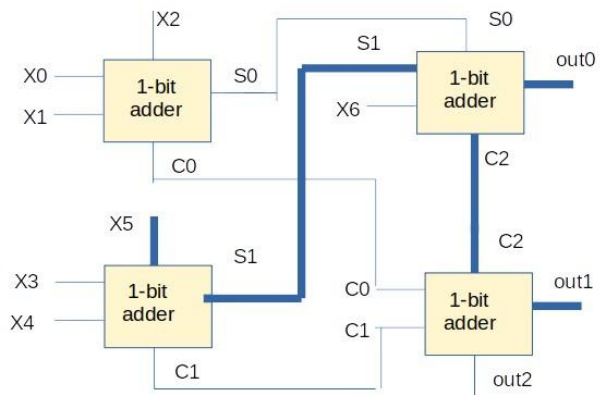 X2
S0
S1
out0
X0
S0
1-bit
adder
1-bit
adder
X1
X6
C0
C2
X5
C2
S1
X3
1-bit
adder
C0
1-bit
adder
out1
X4
C1
C1
out2